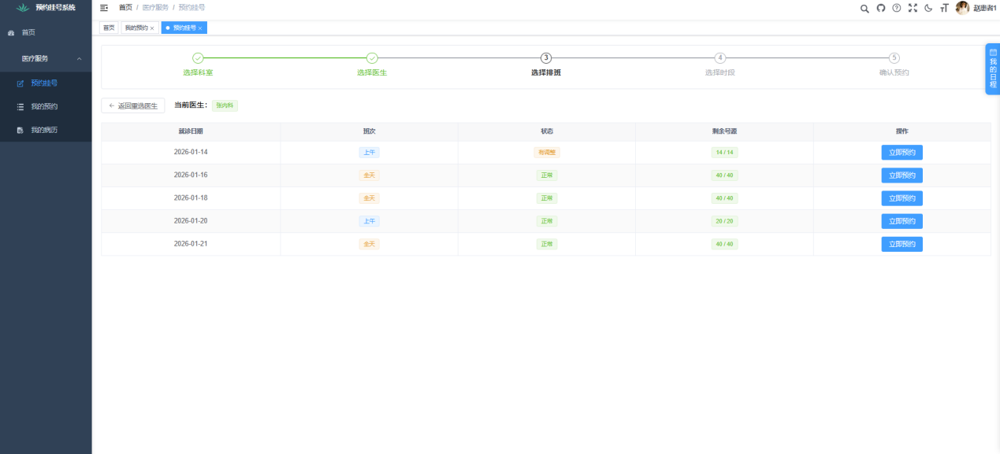 预约挂号系统
首页 / 医疗服务 / 预约挂号
赵患者1
首页
首页
我的预约 ×
预约挂号 ×
医疗服务
预约挂号
我的预约
我的病历
3
4
5
选择科室
选择医生
选择排班
选择时段
确认预约
我的日程
← 返回重选医生
当前医生：
张内科
就诊日期 班次 状态 剩余号源 操作
2026-01-14 上午 有调整 14 / 14 立即预约
2026-01-16 全天 正常 40 / 40 立即预约
2026-01-18 全天 正常 40 / 40 立即预约
2026-01-20 上午 正常 20 / 20 立即预约
2026-01-21 全天 正常 40 / 40 立即预约